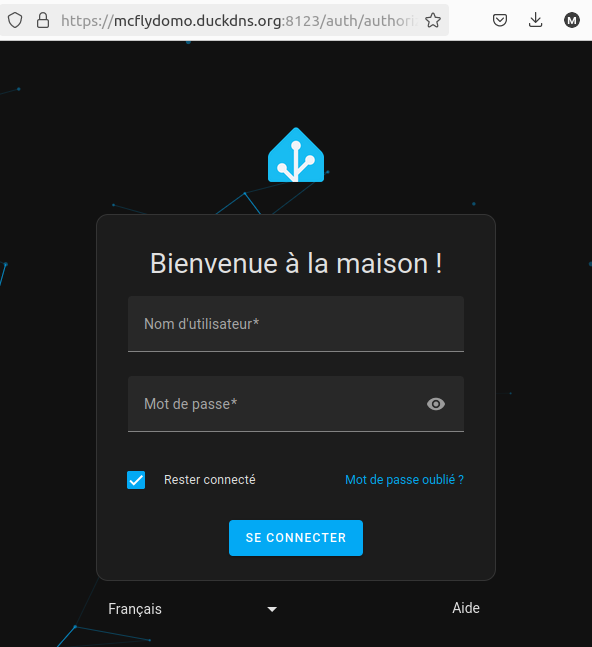 https://mcflydomo.duckdns.org:8123/auth/authori
M
Bienvenue à la maison !
Nom d'utilisateur*
Mot de passe*
Rester connecté
Mot de passe oublié ?
SE CONNECTER
Français
Aide